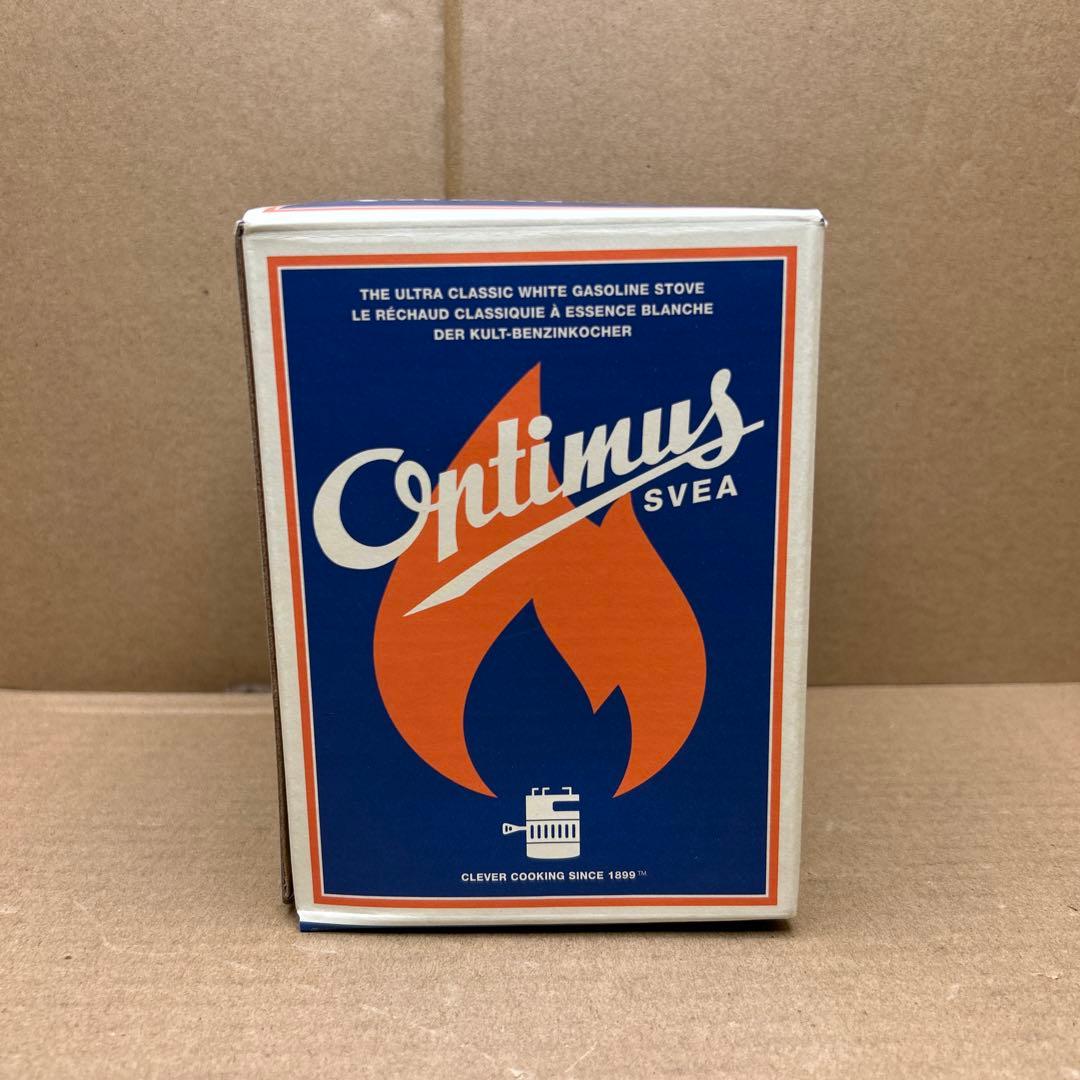 THE ULTRA CLASSIC WHITE GASOLINE STOVE
LE RÉCHAUD CLASSIQUIE À ESSENCE BLANCHE
DER KULT-BENZINKOCHER
Optimus
SVEA
CLEVER COOKING SINCE 1899™